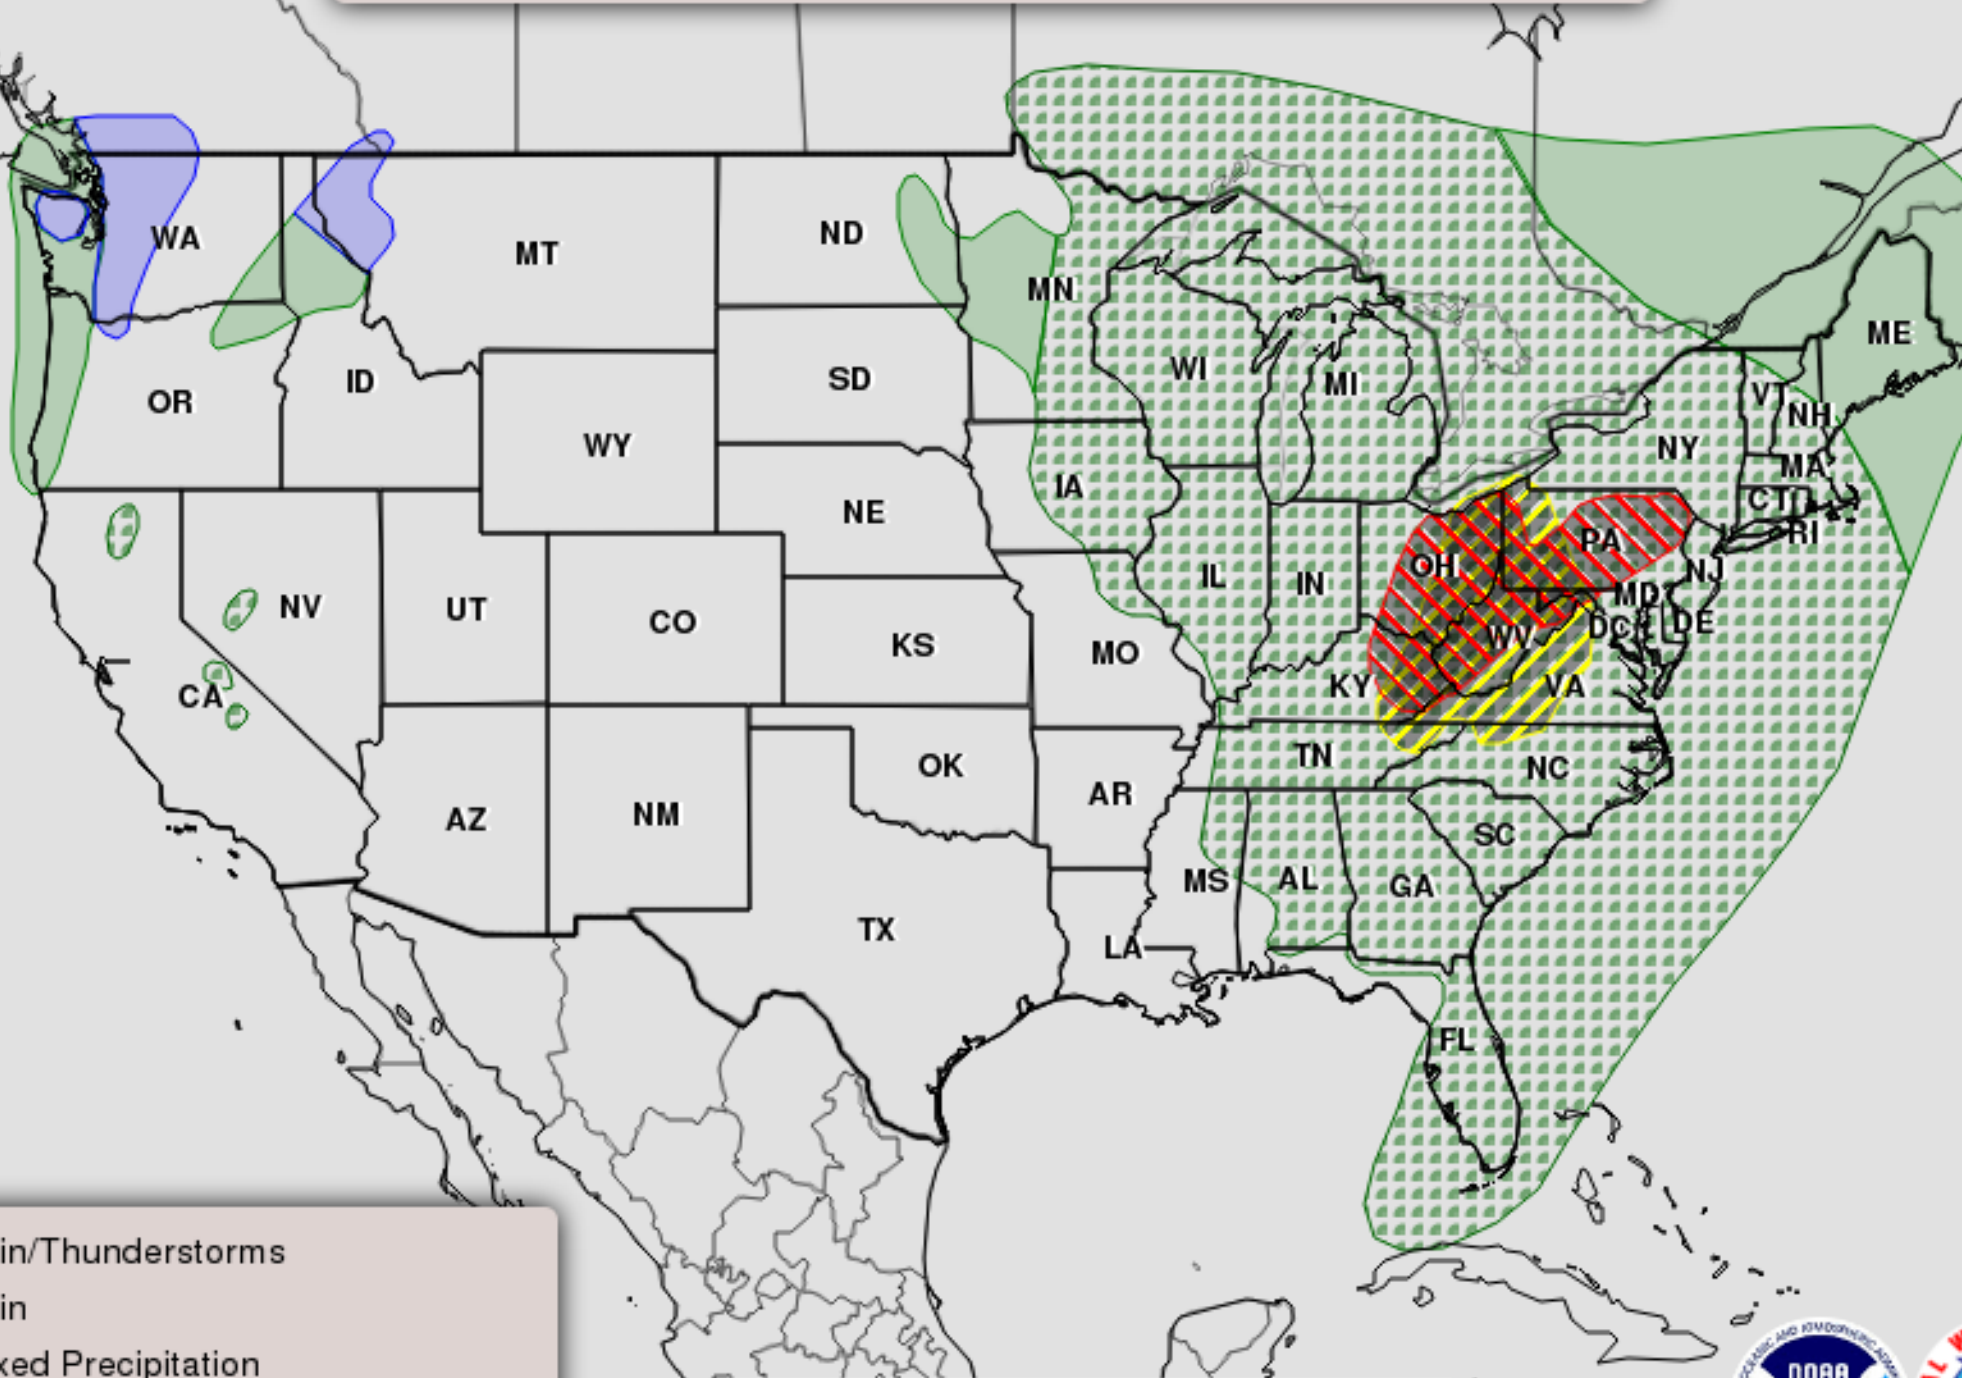 WA
MT
ND
MN
ME
WI
MI
VT
NH
OR
ID
SD
WY
NY
MA
IA
NE
CT
RI
PA
OH
NV
UT
CO
IL
IN
NJ
MD
DC
DE
WV
KS
MO
KY
VA
CA
OK
TN
NC
AZ
NM
AR
SC
MS
AL
GA
TX
LA
FL
in/Thunderstorms
in
xed Precipitation
NOAA